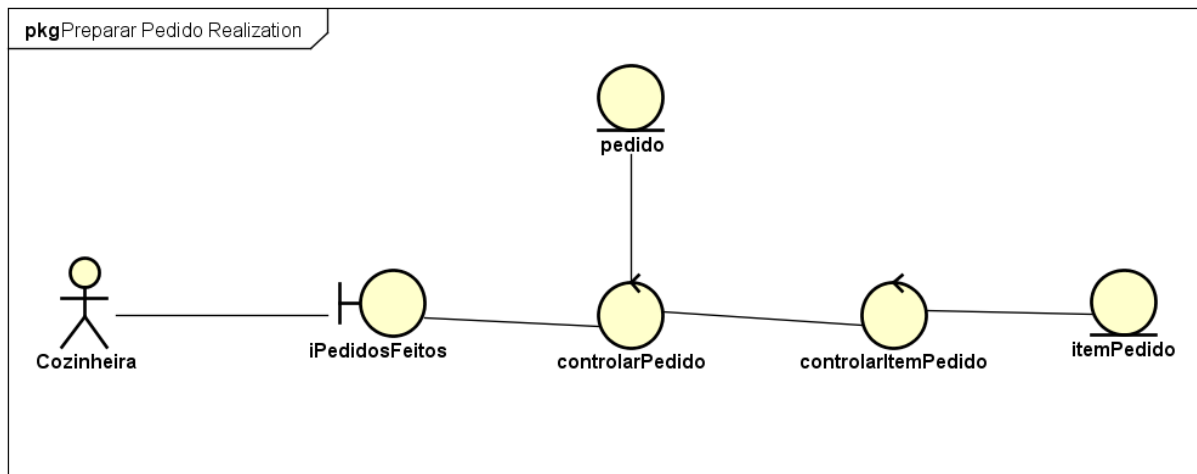 pkgPreparar Pedido Realization
pedido
Cozinheira
iPedidosFeitos
controlarPedido
controlarItemPedido
itemPedido